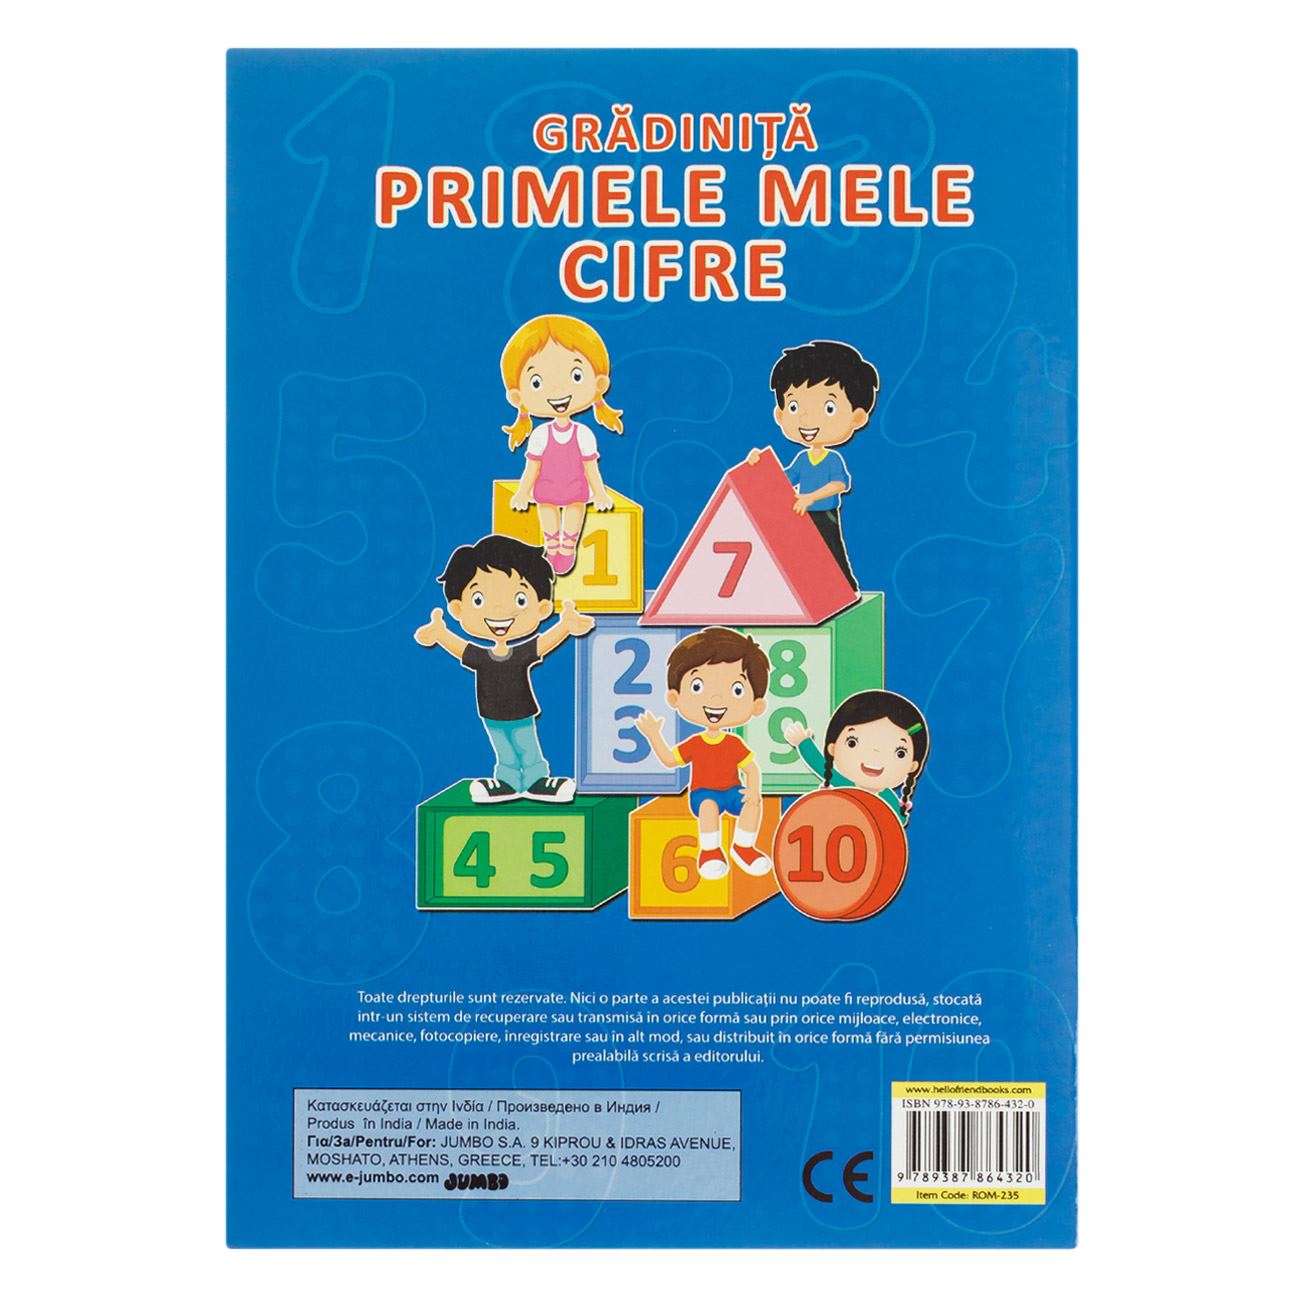 GRĂDINIȚĂ
PRIMELE MELE
CIFRE
1
7
2
8
3
9
4 5
6
10
Toate drepturile sunt rezervate. Nici o parte a acestei publicații nu poate fi reprodusă, stocată
intr-un sistem de recuperare sau transmisă în orice formă sau prin orice mijloace, electronice,
mecanice, fotocopiere, înregistrare sau în alt mod, sau distribuit în orice formă fără permisiunea
prealabilă scrisă a editorului.
Κατασκευάζεται στην Ινδία / Произведено в Индия /
Produs în India / Made in India.
Για/За/Pentru/For: JUMBO S.A. 9 KIPROU & IDRAS AVENUE,
MOSHATO, ATHENS, GREECE, TEL:+30 210 4805200
www.e-jumbo.com JUMBO
CE
www.hellofriendbooks.com
ISBN 978-93-8786-432-0
9 789387 864320
Item Code: ROM-235